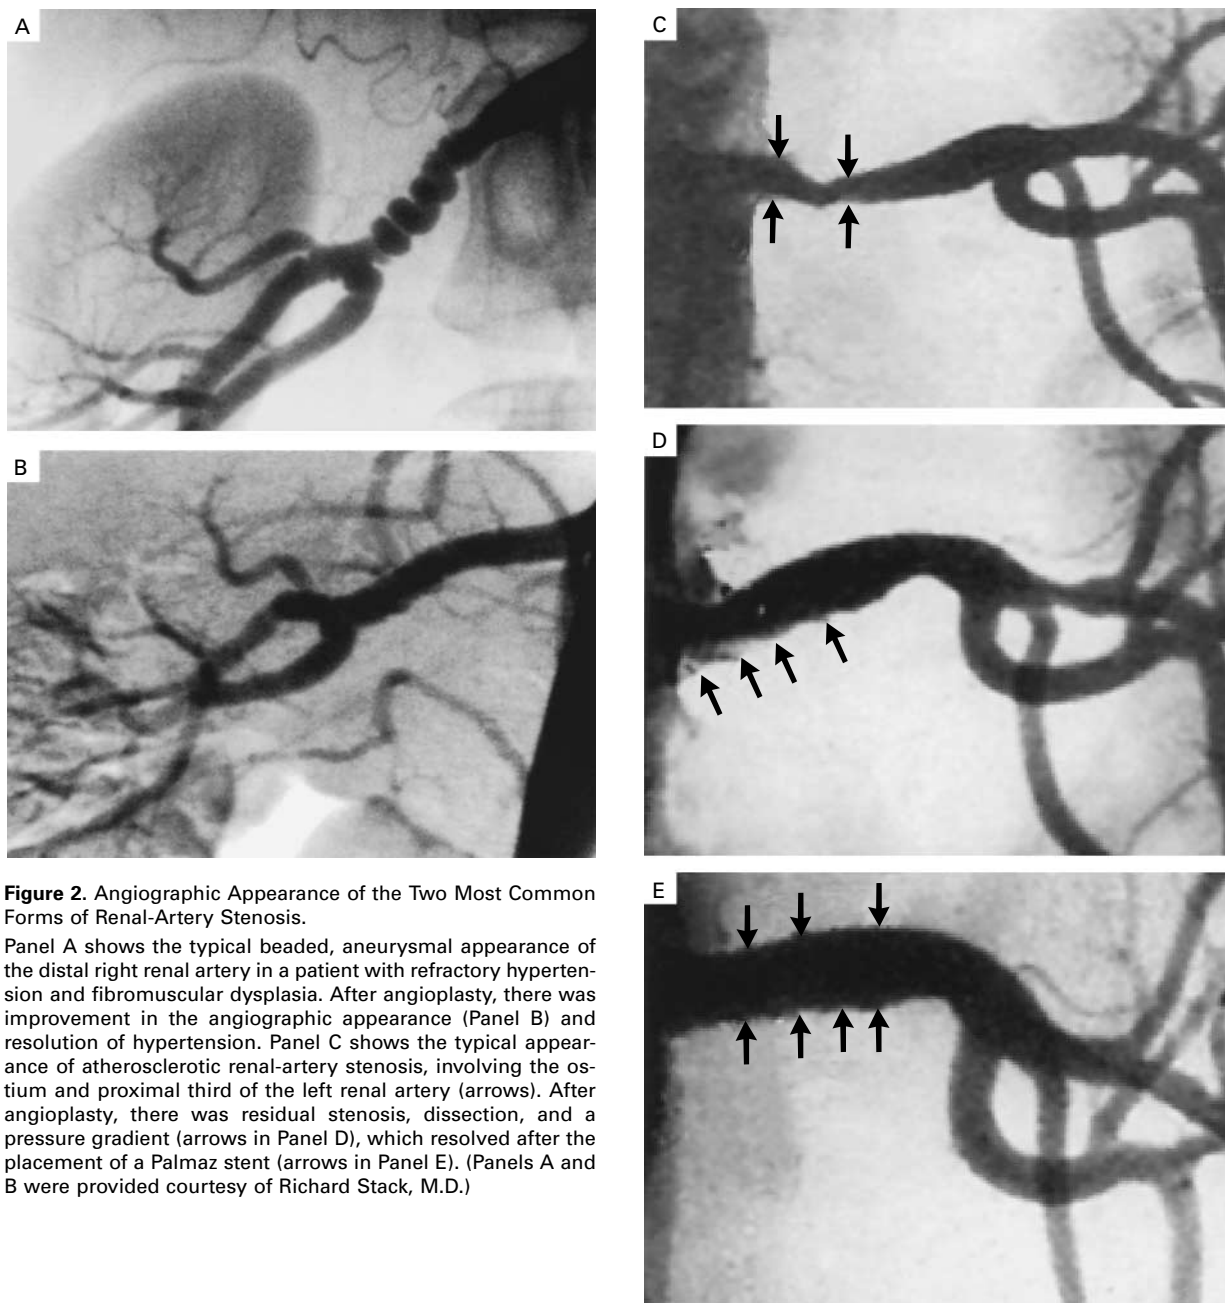 A
B
Figure 2. Angiographic Appearance of the Two Most Common
Forms of Renal-Artery Stenosis.
Panel A shows the typical beaded, aneurysmal appearance of
the distal right renal artery in a patient with refractory hyperten-
sion and fibromuscular dysplasia. After angioplasty, there was
improvement in the angiographic appearance (Panel B) and
resolution of hypertension. Panel C shows the typical appear-
ance of atherosclerotic renal-artery stenosis, involving the os-
tium and proximal third of the left renal artery (arrows). After
angioplasty, there was residual stenosis, dissection, and a
pressure gradient (arrows in Panel D), which resolved after the
placement of a Palmaz stent (arrows in Panel E). (Panels A and
B were provided courtesy of Richard Stack, M.D.)
C
D
E